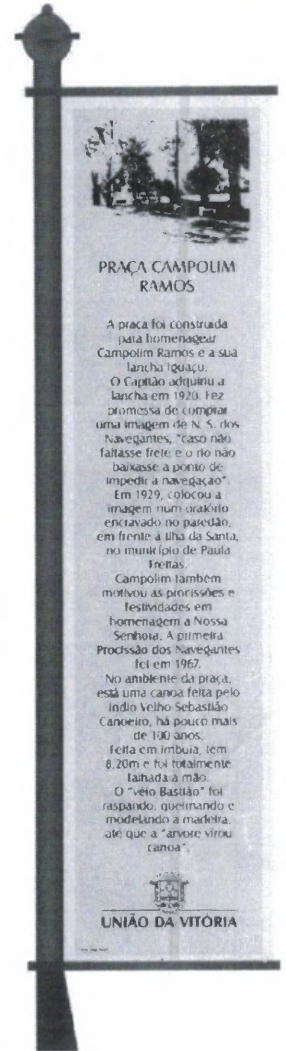 PRAÇA CAMPOLIM
RAMOS
A praça foi construída
para homenagear
Campolim Ramos e a sua
lancha Iguaçu.
O Capitão adquiriu a
lancha em 1920. Fez
promessa de comprar
uma imagem de N. S. dos
Navegantes, "caso não
faltasse frete e o rio não
baixasse a ponto de
impedir a navegação".
Em 1929, colocou a
imagem num oratório
encravado no paredão,
em frente à Ilha da Santa,
no município de Paula
Freitas.
Campolim também
motivou as procissões e
festividades em
homenagem a Nossa
Senhora. A primeira
Procissão dos Navegantes
foi em 1967.
No ambiente da praça,
está uma canoa feita pelo
índio Velho Sebastião
Canoeiro, há pouco mais
de 100 anos.
Feita em imbuia, tem
8,20m e foi totalmente
talhada à mão.
O "véio Bastião" foi
raspando, queimando e
modelando a madeira,
até que a "arvore virou
canoa".
UNIÃO DA VITÓRIA